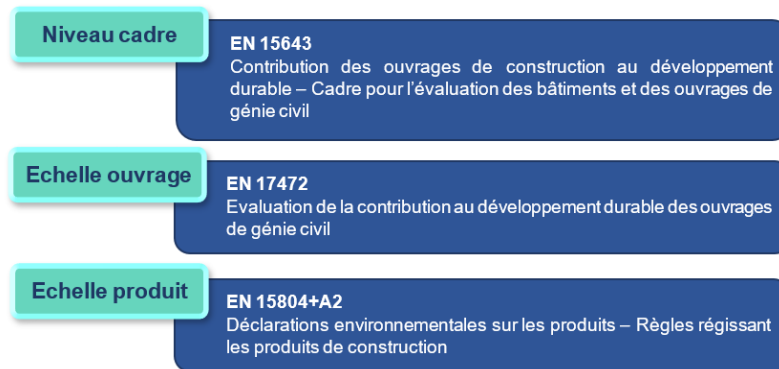 Niveau cadre
EN 15643
Contribution des ouvrages de construction au développement
durable – Cadre pour l'évaluation des bâtiments et des ouvrages de
génie civil
Echelle ouvrage
EN 17472
Evaluation de la contribution au développement durable des ouvrages
de génie civil
Echelle produit
EN 15804+A2
Déclarations environnementales sur les produits – Règles régissant
les produits de construction